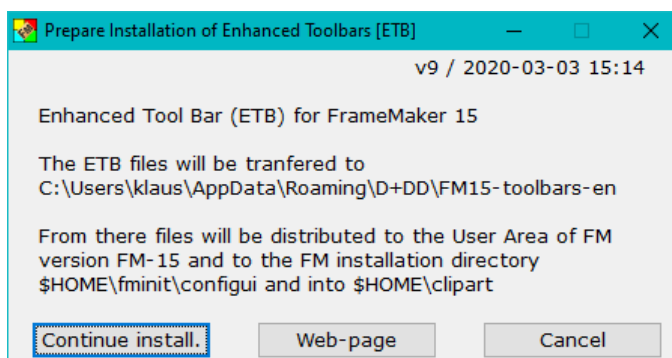 Prepare Installation of Enhanced Toolbars [ETB]
v9 / 2020-03-03 15:14
Enhanced Tool Bar (ETB) for FrameMaker 15
The ETB files will be tranfered to
C:\Users\klaus\AppData\Roaming\D+DD\FM15-toolbars-en
From there files will be distributed to the User Area of FM
version FM-15 and to the FM installation directory
$HOME\fminit\configui and into $HOME\clipart
Continue install. Web-page Cancel